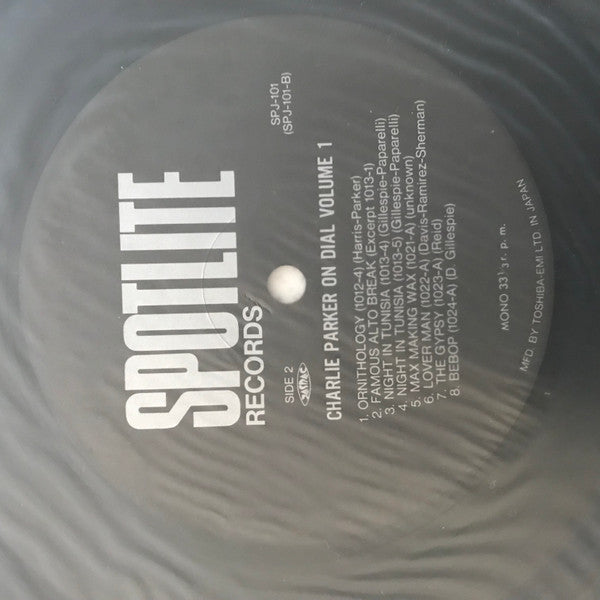 SPOTLITE
RECORDS
SPJ-101
(SPJ-101-B)
SIDE 2
CHARLIE PARKER ON DIAL VOLUME 1
1. ORNITHOLOGY (1012-4) (Harris-Parker)
2. FAMOUS ALTO BREAK (Excerpt 1013-1)
3. NIGHT IN TUNISIA (1013-4) (Gillespie-Paparelli)
4. NIGHT IN TUNISIA (1013-5) (Gillespie-Paparelli)
5. MAX MAKING WAX (1021-A) (unknown)
6. LOVER MAN (1022-A) (Davis-Ramirez-Sherman)
7. THE GYPSY (1023-A) (Reid)
8. BEBOP (1024-A) (D. Gillespie)
MONO 33 1/3 r. p. m.
MFD. BY TOSHIBA-EMI LTD. IN JAPAN